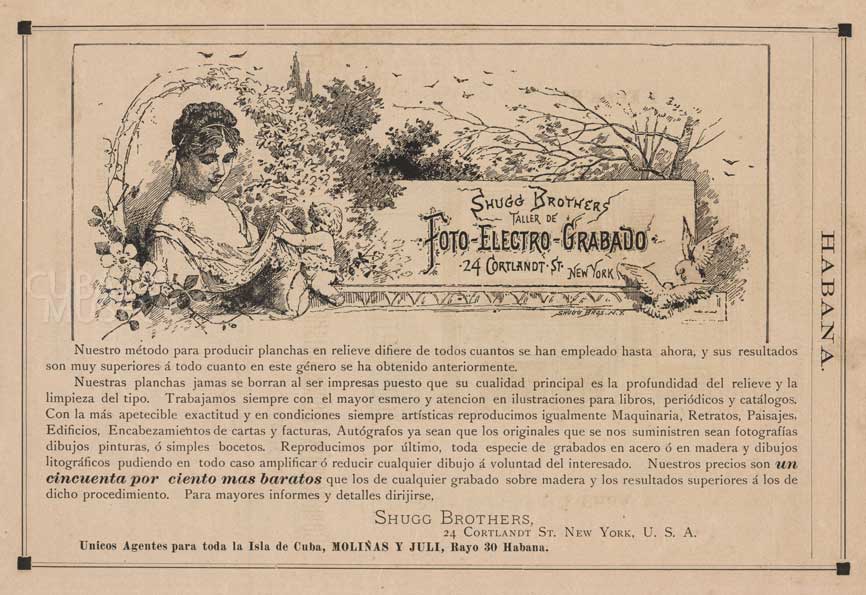 SHUGG BROTHERS
TALLER DE
FOTO-ELECTRO-GRABADO
24 CORTLANDT-ST. NEW YORK
SHUGG BROS. N.Y.
Nuestro método para producir planchas en relieve difiere de todos cuantos se han empleado hasta ahora, y sus resultados
son muy superiores á todo cuanto en este género se ha obtenido anteriormente.
Nuestras planchas jamas se borran al ser impresas puesto que su cualidad principal es la profundidad del relieve y la
limpieza del tipo. Trabajamos siempre con el mayor esmero y atencion en ilustraciones para libros, periódicos y catálogos.
Con la más apetecible exactitud y en condiciones siempre artísticas reproducimos igualmente Maquinaria, Retratos, Paisajes,
Edificios, Encabezamientos de cartas y facturas, Autógrafos ya sean que los originales que se nos suministren sean fotografías
dibujos pinturas, ó simples bocetos. Reproducimos por último, toda especie de grabados en acero ó en madera y dibujos
litográficos pudiendo en todo caso amplificar ó reducir cualquier dibujo á voluntad del interesado. Nuestros precios son un
cincuenta por ciento mas baratos que los de cualquier grabado sobre madera y los resultados superiores á los de
dicho procedimiento. Para mayores informes y detalles dirijirse,
SHUGG BROTHERS,
24 CORTLANDT ST. NEW YORK, U. S. A.
Unicos Agentes para toda la Isla de Cuba, MOLIÑAS Y JULI, Rayo 30 Habana.
HABANA.